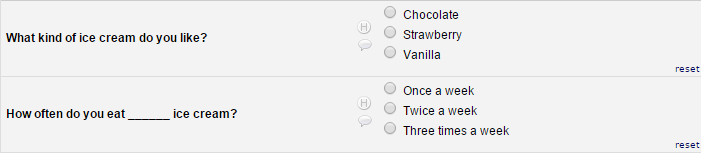 What kind of ice cream do you like?
H
Chocolate
Strawberry
Vanilla
reset
How often do you eat ______ ice cream?
H
Once a week
Twice a week
Three times a week
reset